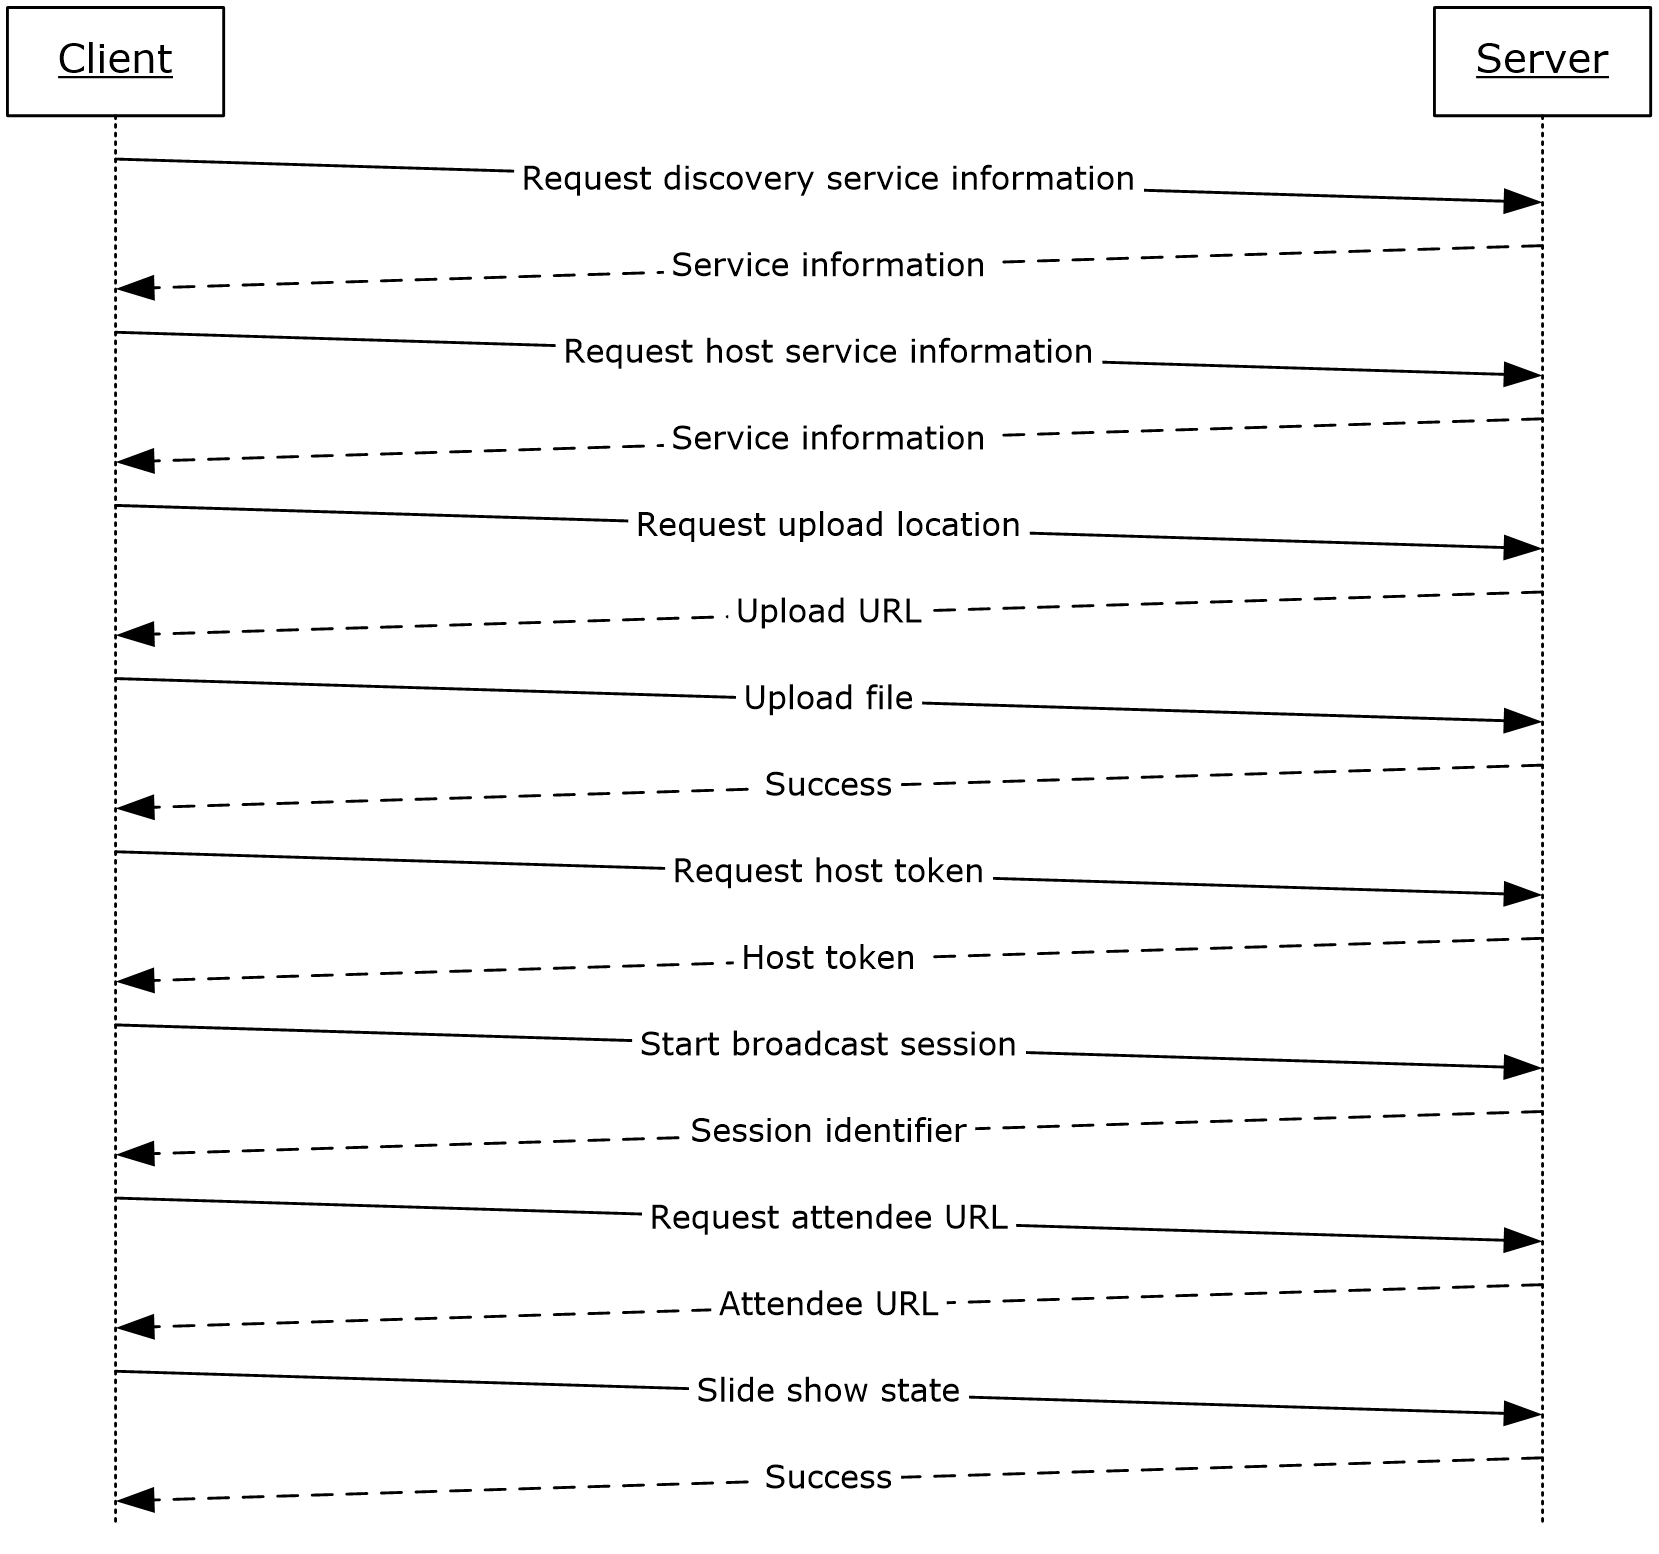 Client
Server
Request discovery service information
Service information
Request host service information
Service information
Request upload location
Upload URL
Upload file
Success
Request host token
Host token
Start broadcast session
Session identifier
Request attendee URL
Attendee URL
Slide show state
Success